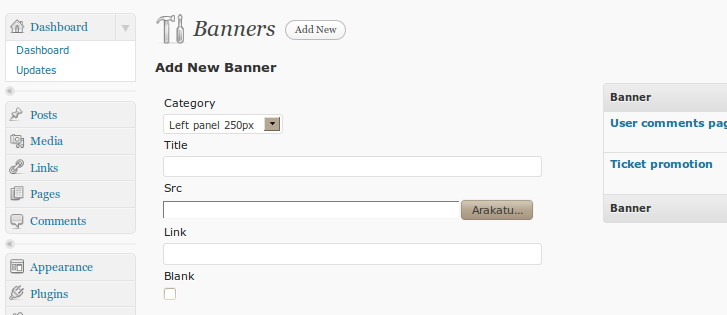 Dashboard
Dashboard
Updates
Posts
Media
Links
Pages
Comments
Appearance
Plugins
Banners Add New
Add New Banner
Category
Left panel 250px
Title
Src
Arakatu...
Link
Blank
Banner
User comments pag
Ticket promotion
Banner